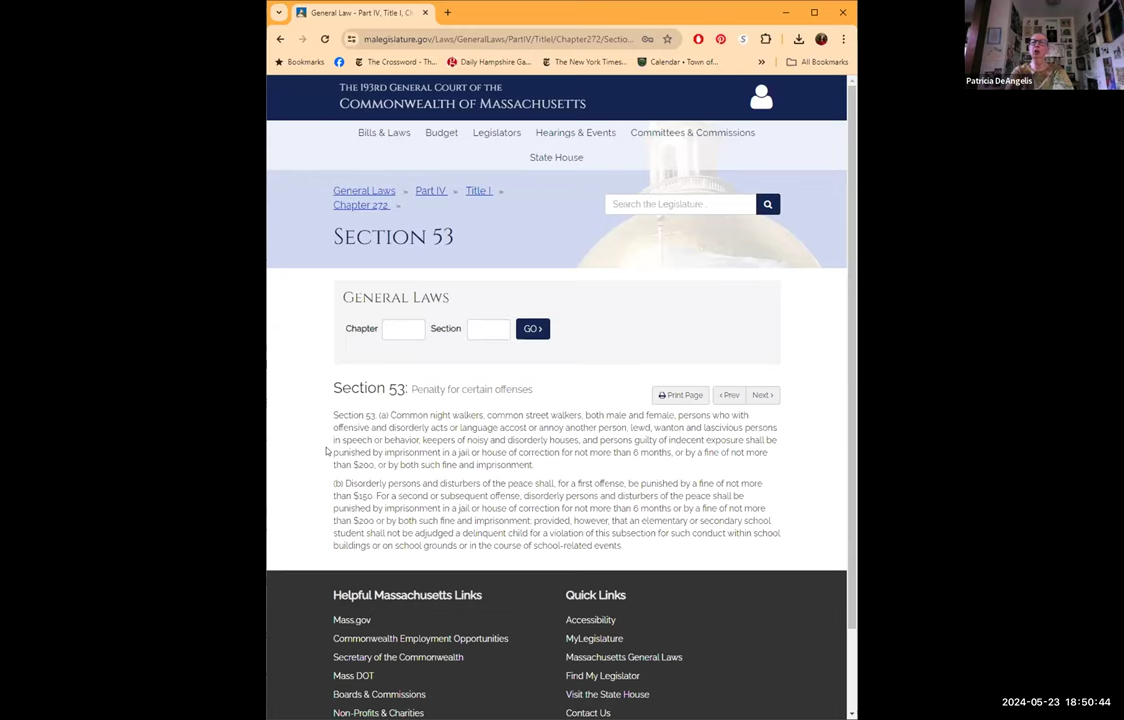 General Law - Part IV, Title I, Ch
malegislature.gov/Laws/GeneralLaws/PartIV/TitleI/Chapter272/Sectio...
Bookmarks
The Crossword - Th...
Daily Hampshire Ga...
The New York Times...
Calendar • Town of...
All Bookmarks
Patricia DeAngelis
THE 193RD GENERAL COURT OF THE
COMMONWEALTH OF MASSACHUSETTS
Bills & Laws Budget Legislators Hearings & Events Committees & Commissions
State House
General Laws » Part IV » Title I »
Chapter 272 »
Search the Legislature
SECTION 53
GENERAL LAWS
Chapter Section GO ›
Section 53: Penalty for certain offenses
Print Page ‹ Prev Next ›
Section 53. (a) Common night walkers, common street walkers, both male and female, persons who with
offensive and disorderly acts or language accost or annoy another person, lewd, wanton and lascivious persons
in speech or behavior, keepers of noisy and disorderly houses, and persons guilty of indecent exposure shall be
punished by imprisonment in a jail or house of correction for not more than 6 months, or by a fine of not more
than $200, or by both such fine and imprisonment.
(b) Disorderly persons and disturbers of the peace shall, for a first offense, be punished by a fine of not more
than $150. For a second or subsequent offense, disorderly persons and disturbers of the peace shall be
punished by imprisonment in a jail or house of correction for not more than 6 months or by a fine of not more
than $200 or by both such fine and imprisonment; provided, however, that an elementary or secondary school
student shall not be adjudged a delinquent child for a violation of this subsection for such conduct within school
buildings or on school grounds or in the course of school-related events.
Helpful Massachusetts Links
Mass.gov
Commonwealth Employment Opportunities
Secretary of the Commonwealth
Mass DOT
Boards & Commissions
Non-Profits & Charities
Quick Links
Accessibility
MyLegislature
Massachusetts General Laws
Find My Legislator
Visit the State House
Contact Us
2024-05-23 18:50:44